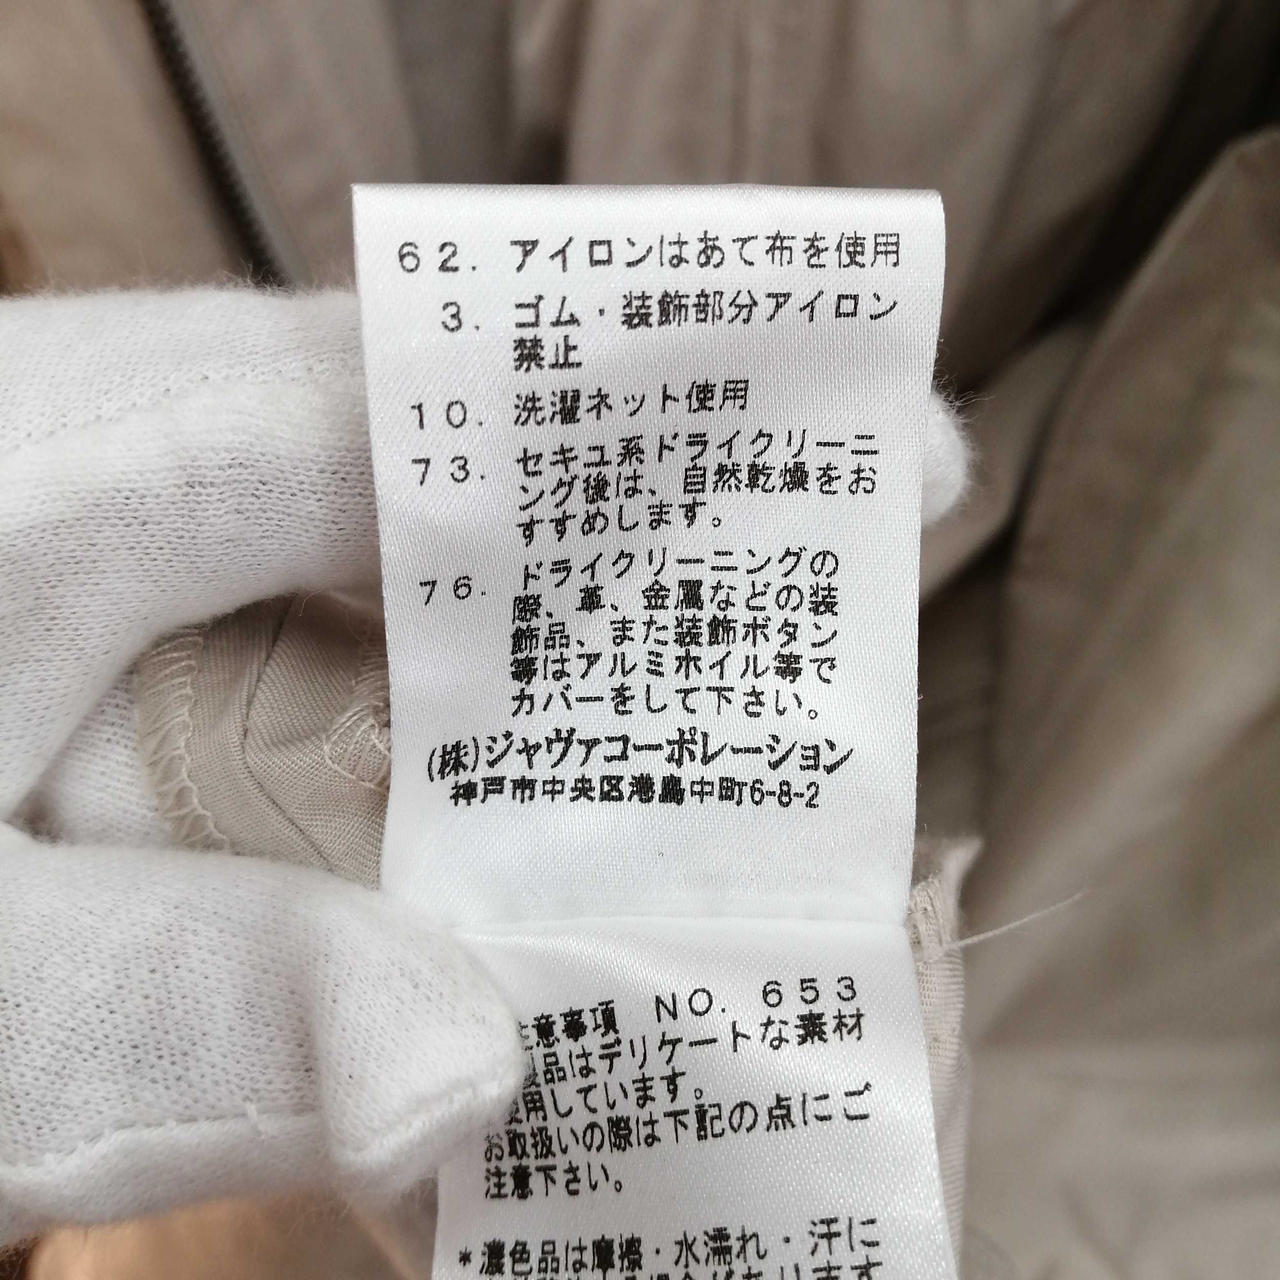 62. アイロンはあて布を使用
3. ゴム・装飾部分アイロン
禁止
10. 洗濯ネット使用
73. セキユ系ドライクリーニ
ング後は、自然乾燥をお
すすめします。
76. ドライクリーニングの
際、革、金属などの装
飾品、また装飾ボタン
等はアルミホイル等で
カバーをして下さい。
(株)ジャヴァコーポレーション
神戸市中央区港島中町6-8-2
注意事項 NO. 653
製品はデリケートな素材
使用しています。
お取扱いの際は下記の点にご
注意下さい。
*濃色品は摩擦・水濡れ・汗に